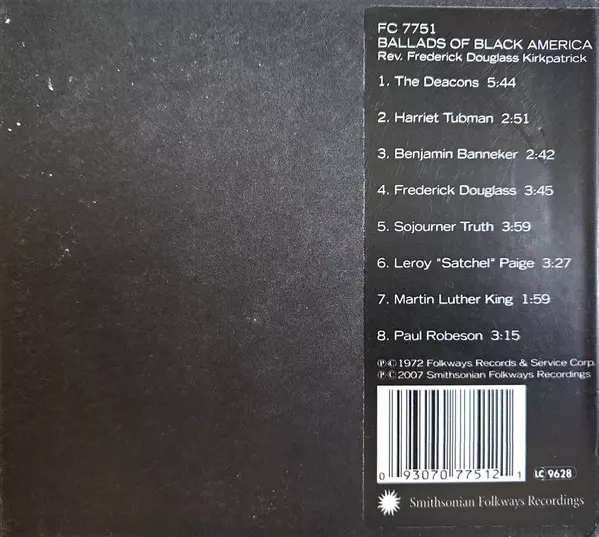 FC 7751
BALLADS OF BLACK AMERICA
Rev. Frederick Douglass Kirkpatrick
1. The Deacons 5:44
2. Harriet Tubman 2:51
3. Benjamin Banneker 2:42
4. Frederick Douglass 3:45
5. Sojourner Truth 3:59
6. Leroy "Satchel" Paige 3:27
7. Martin Luther King 1:59
8. Paul Robeson 3:15
℗ © 1972 Folkways Records & Service Corp.
℗ © 2007 Smithsonian Folkways Recordings
0 93070 77512 1
LC 9628
Smithsonian Folkways Recordings